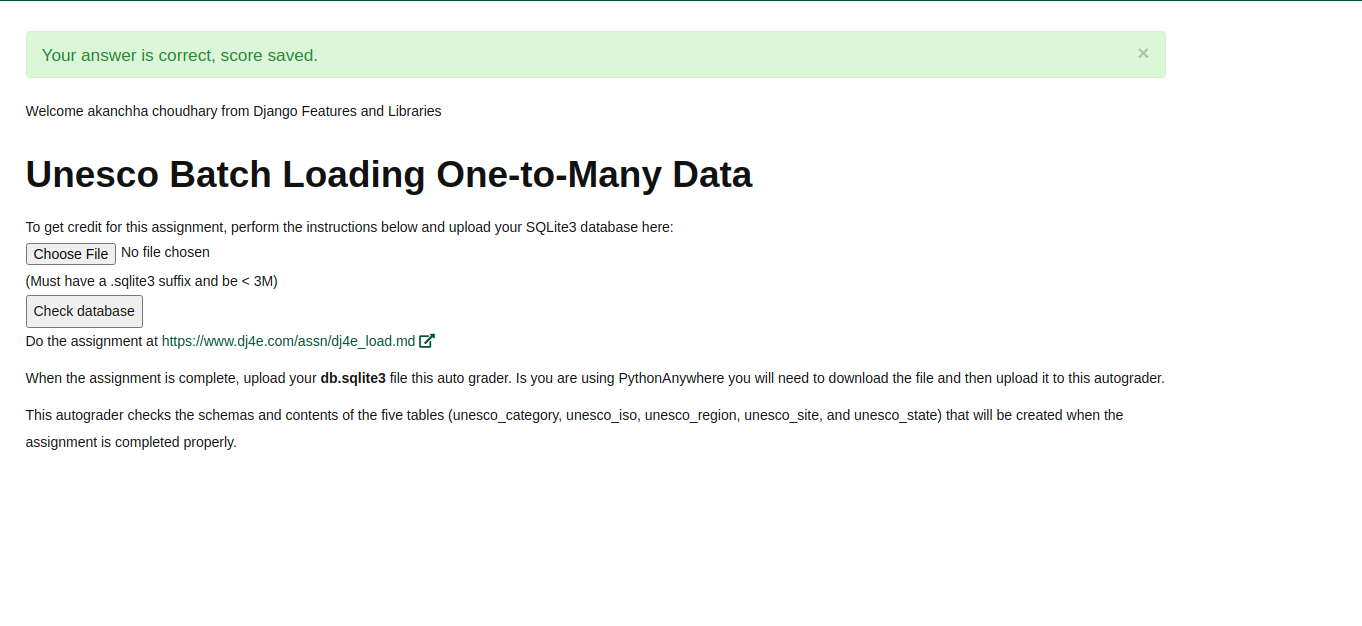 Your answer is correct, score saved.
×
Welcome akanchha choudhary from Django Features and Libraries
Unesco Batch Loading One-to-Many Data
To get credit for this assignment, perform the instructions below and upload your SQLite3 database here:
Choose File No file chosen
(Must have a .sqlite3 suffix and be < 3M)
Check database
Do the assignment at https://www.dj4e.com/assn/dj4e_load.md
When the assignment is complete, upload your db.sqlite3 file this auto grader. Is you are using PythonAnywhere you will need to download the file and then upload it to this autograder.
This autograder checks the schemas and contents of the five tables (unesco_category, unesco_iso, unesco_region, unesco_site, and unesco_state) that will be created when the
assignment is completed properly.